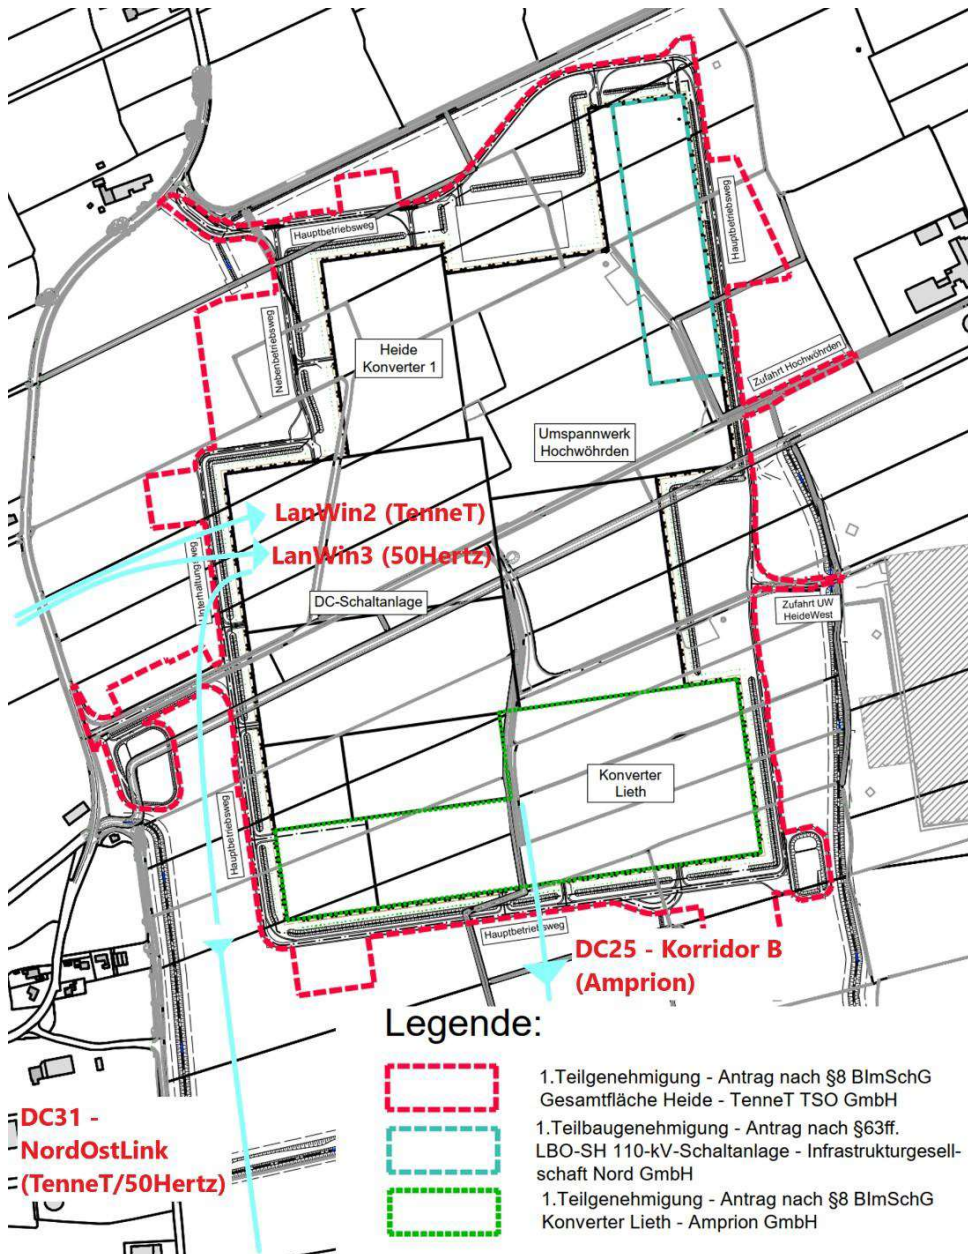 Hauptbetriebsweg
Hauptbetriebsweg
Nebenbetriebsweg
Heide
Konverter 1
Zufahrt Hochwöhrden
Umspannwerk
Hochwöhrden
LanWin2 (TenneT)
LanWin3 (50Hertz)
Unterhaltungsweg
DC-Schaltanlage
Zufahrt UW
HeideWest
Konverter
Lieth
Hauptbetriebsweg
Hauptbetriebsweg
DC25 - Korridor B
(Amprion)
Legende:
1.Teilgenehmigung - Antrag nach §8 BImSchG
Gesamtfläche Heide - TenneT TSO GmbH
1.Teilbaugenehmigung - Antrag nach §63ff.
LBO-SH 110-kV-Schaltanlage - Infrastrukturgesell-
schaft Nord GmbH
1.Teilgenehmigung - Antrag nach §8 BImSchG
Konverter Lieth - Amprion GmbH
DC31 -
NordOstLink
(TenneT/50Hertz)